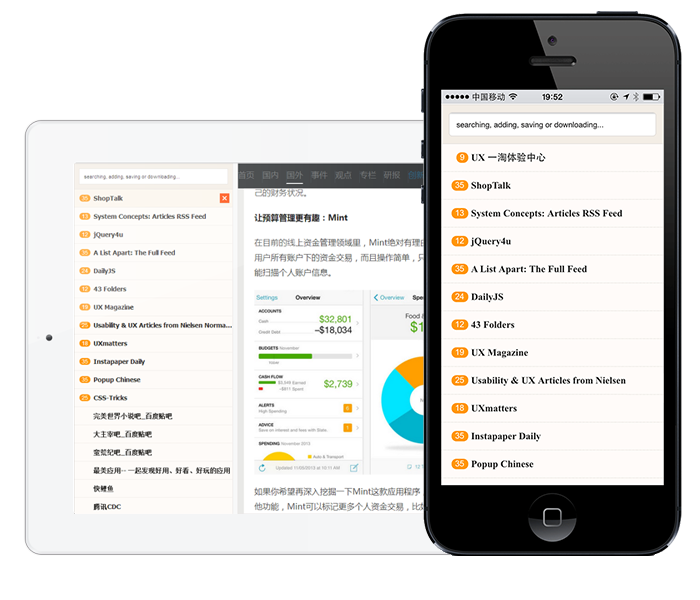 searching, adding, saving or downloading...
35 ShopTalk
13 System Concepts: Articles RSS Feed
12 jQuery4u
35 A List Apart: The Full Feed
24 DailyJS
12 43 Folders
19 UX Magazine
25 Usability & UX Articles from Nielsen Norma...
18 UXmatters
35 Instapaper Daily
35 Popup Chinese
25 CSS-Tricks
完美世界小说吧_百度贴吧
大主宰吧_百度贴吧
最美应用-- 一起发现好用、好看、好玩的应用
快鲤鱼
腾讯CDC
首页 国内 国外 事件 观点 专栏 研报
己的财务状况。
让预算管理更有趣：Mint
在目前的线上资金管理领域里，Mint绝对有理由
用户所有账户下的资金交易，而且操作简单，只
能扫描个人账户信息。
Settings Overview
ACCOUNTS
Cash $32,801
Credit Debt –$18,034
BUDGETS November
CASH FLOW
$2,739
ALERTS
High Spending
ADVICE
Save on interest and fees with Ally.
SPENDING November 2013
Auto & Transport
Updated 11/05/2013 at 10:11 AM
Overview Spe
Food &
$1
如果你希望再深入挖掘一下Mint这款应用程序，
他功能，Mint可以标记更多个人资金交易，比如
中国移动 19:52
searching, adding, saving or downloading...
9 UX 一淘体验中心
35 ShopTalk
13 System Concepts: Articles RSS Feed
12 jQuery4u
35 A List Apart: The Full Feed
24 DailyJS
12 43 Folders
19 UX Magazine
25 Usability & UX Articles from Nielsen
18 UXmatters
35 Instapaper Daily
35 Popup Chinese